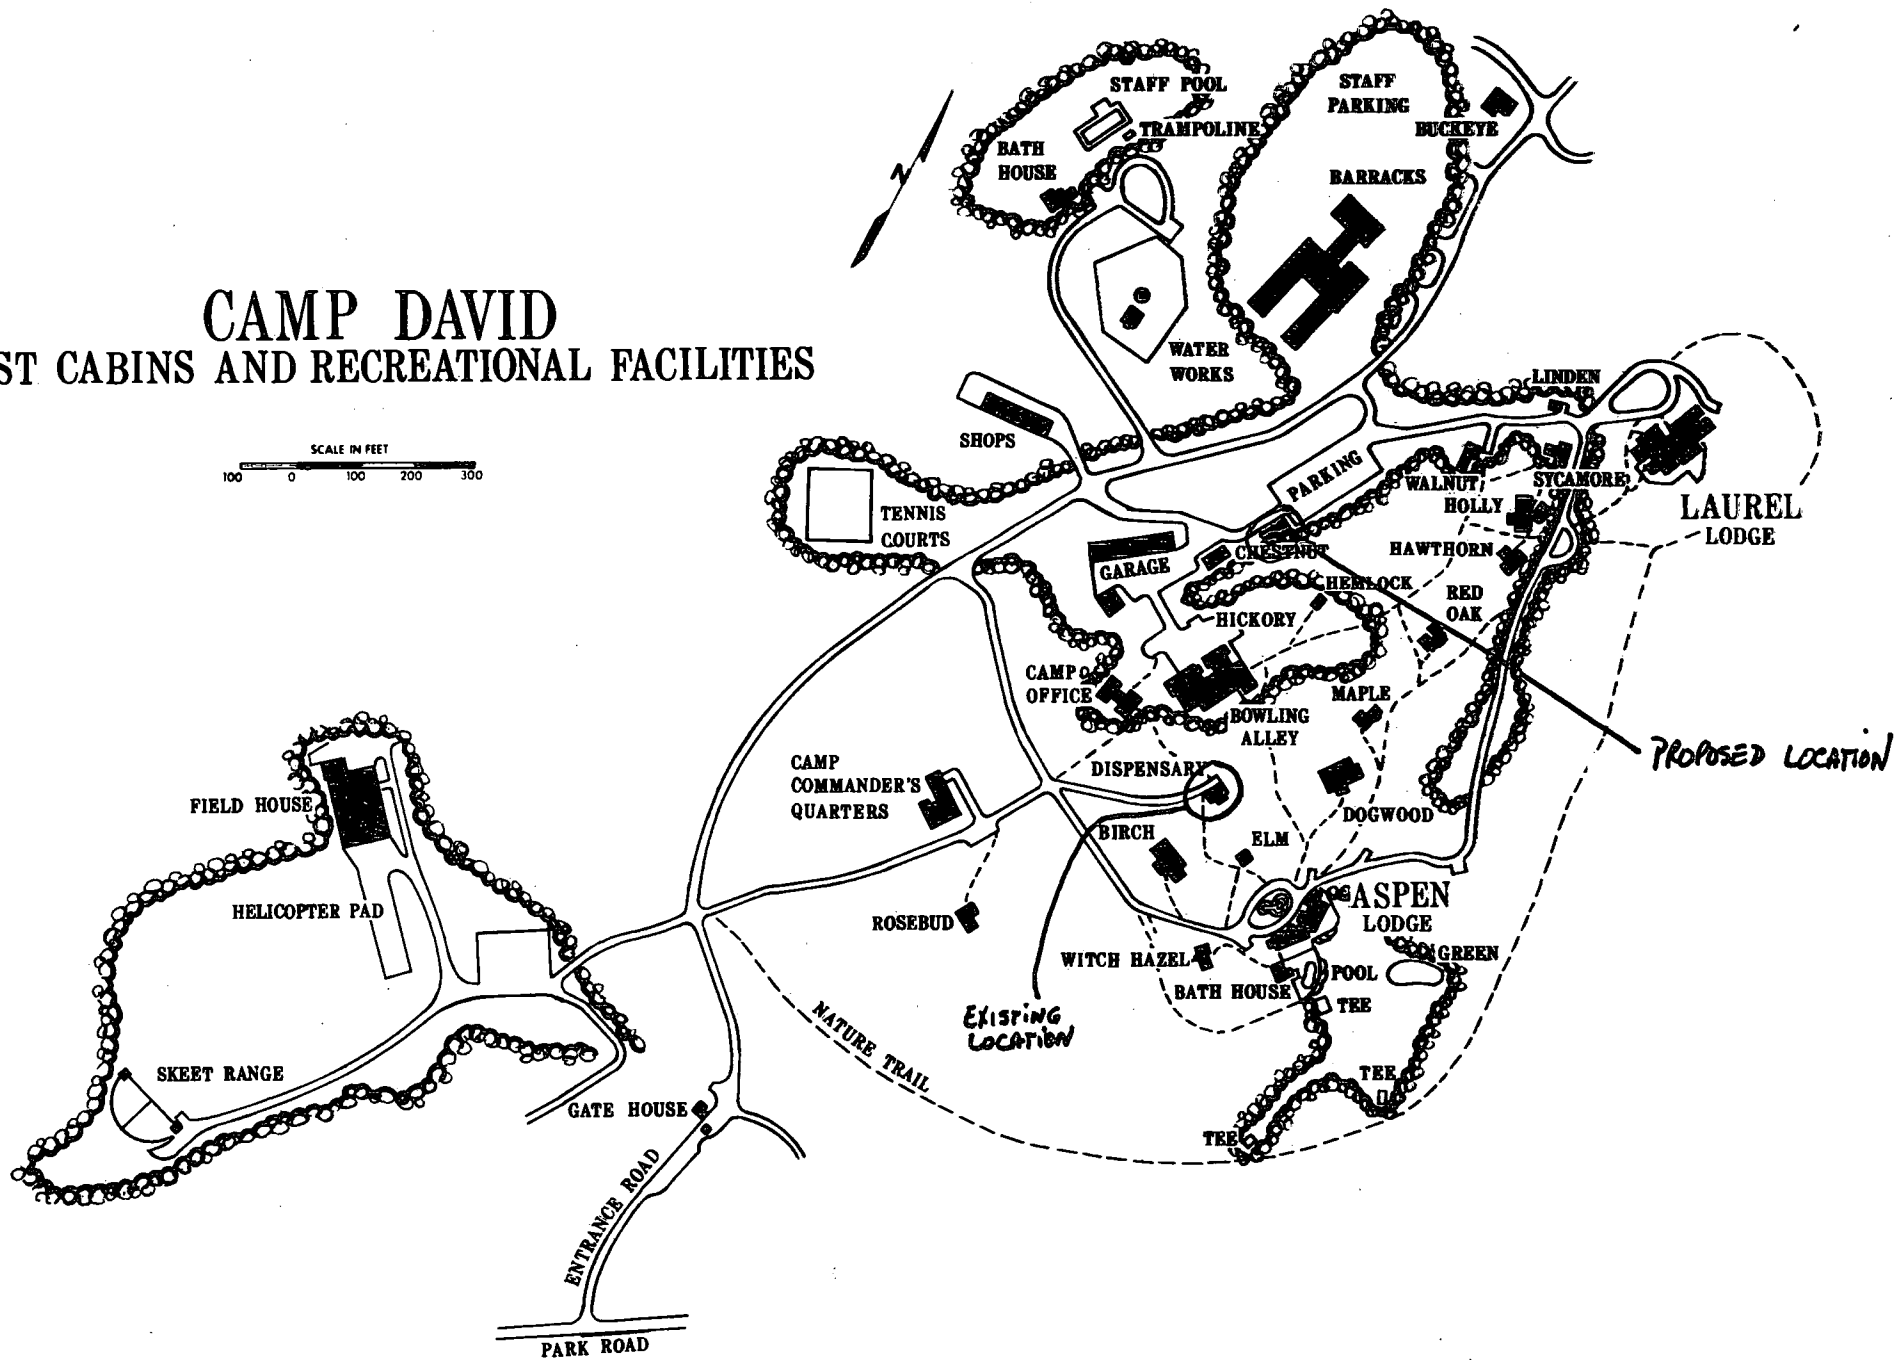 STAFF POOL
TRAMPOLINE
BATH
HOUSE
N
STAFF
PARKING
BUCKEYE
BARRACKS
CAMP DAVID
ST CABINS AND RECREATIONAL FACILITIES
SCALE IN FEET
100 0 100 200 300
WATER
WORKS
SHOPS
LINDEN
TENNIS
COURTS
PARKING
WALNUT
SYCAMORE
HOLLY
LAUREL
LODGE
GARAGE
CHESTNUT
HAWTHORN
HEMLOCK
RED
OAK
HICKORY
CAMP
OFFICE
MAPLE
BOWLING
ALLEY
PROPOSED LOCATION
CAMP
COMMANDER'S
QUARTERS
DISPENSARY
FIELD HOUSE
DOGWOOD
BIRCH
ELM
HELICOPTER PAD
ROSEBUD
ASPEN
LODGE
WITCH HAZEL
GREEN
BATH HOUSE
POOL
TEE
EXISTING
LOCATION
NATURE TRAIL
SKEET RANGE
TEE
GATE HOUSE
TEE
ENTRANCE ROAD
PARK ROAD